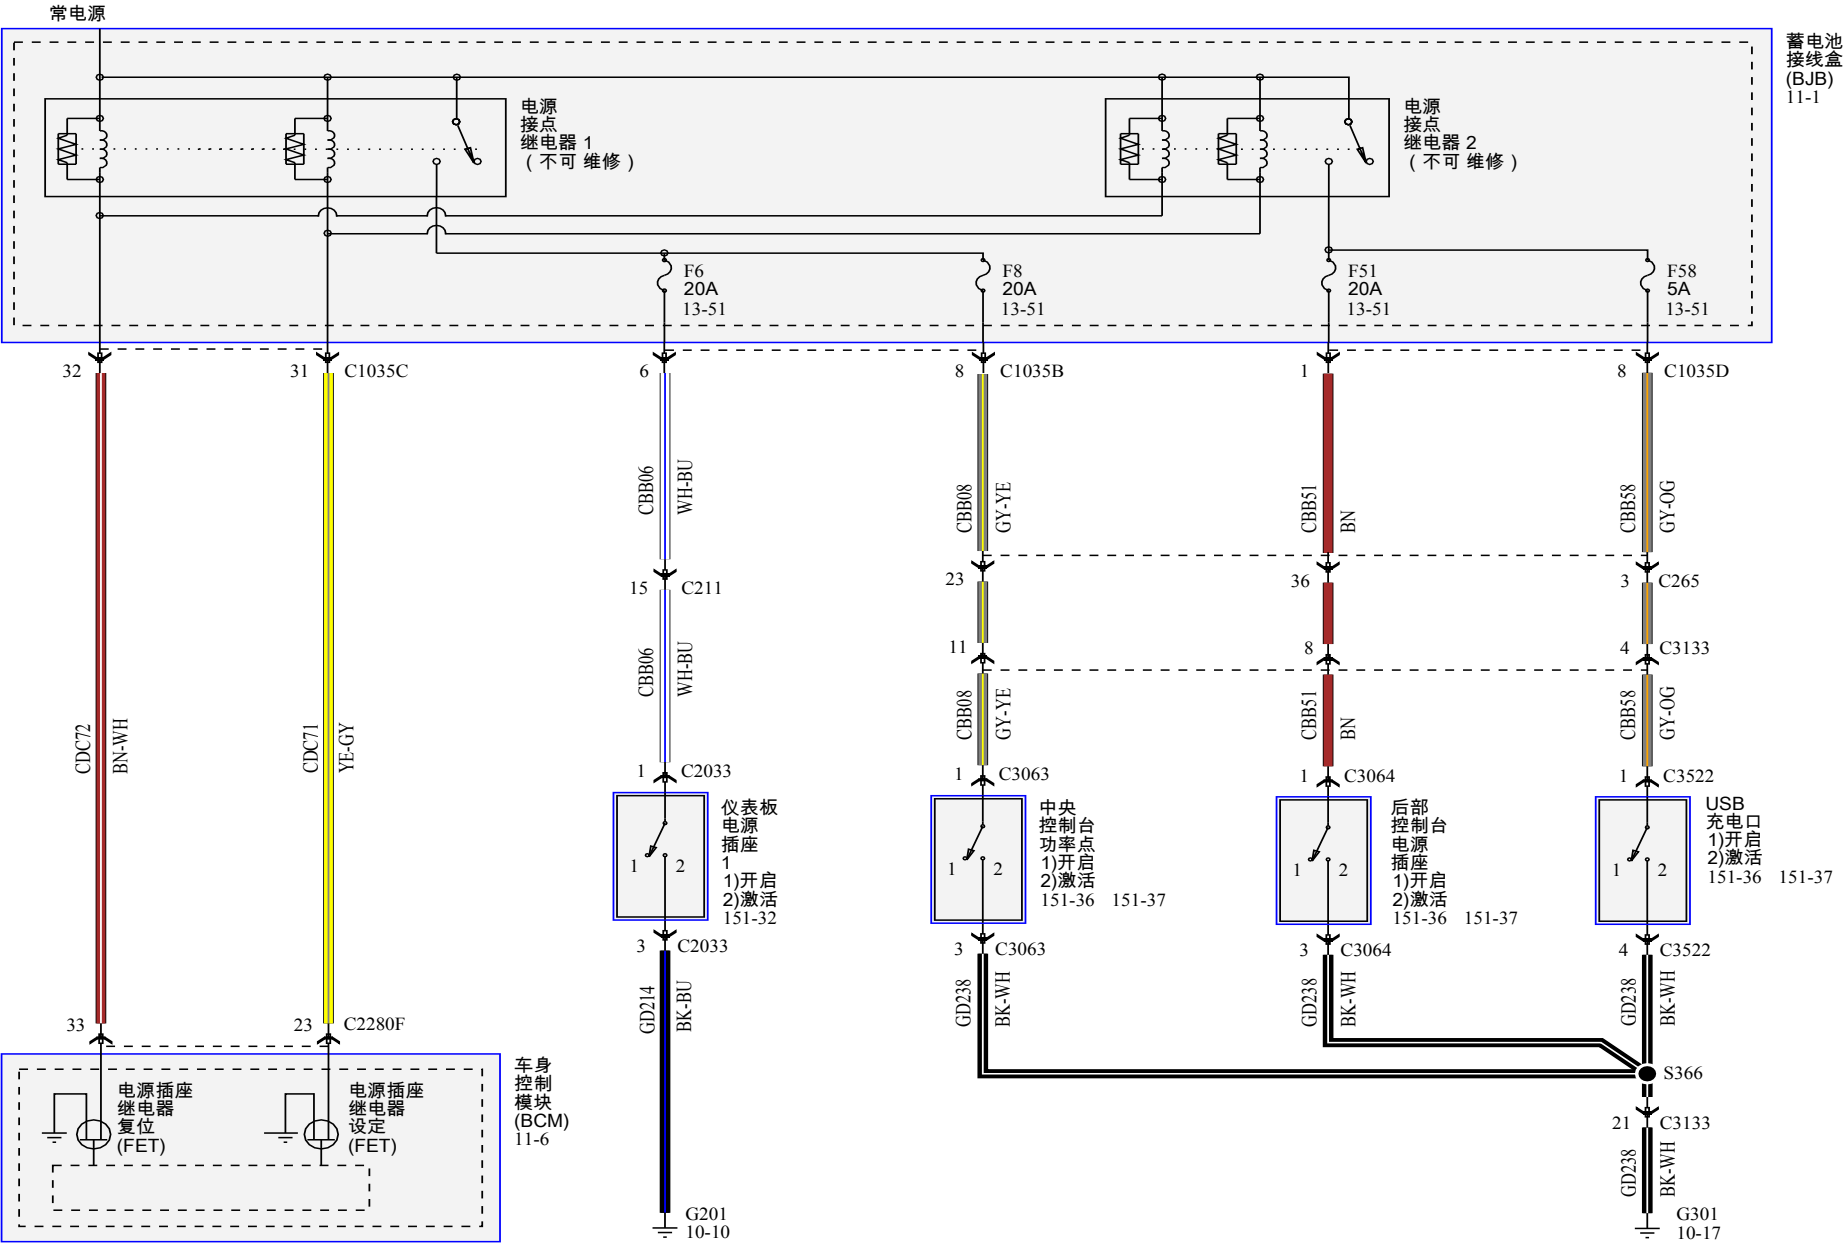 常电源
蓄电池
接线盒
(BJB)
11-1
电源
接点
继电器 1
（ 不可 维修 ）
电源
接点
继电器 2
（ 不可 维修 ）
F6
20A
13-51
F8
20A
13-51
F51
20A
13-51
F58
5A
13-51
32
31 C1035C
6
8 C1035B
1
8 C1035D
CBB06
WH-BU
CBB08
GY-YE
CBB51
BN
CBB58
GY-OG
15 C211
23
36
3 C265
11
8
4 C3133
CDC72
BN-WH
CDC71
YE-GY
CBB06
WH-BU
CBB08
GY-YE
CBB51
BN
CBB58
GY-OG
1 C2033
1 C3063
1 C3064
1 C3522
1 2
仪表板
电源
插座
1
1)开启
2)激活
151-32
1 2
中央
控制台
功率点
1)开启
2)激活
151-36 151-37
1 2
后部
控制台
电源
插座
1)开启
2)激活
151-36 151-37
1 2
USB
充电口
1)开启
2)激活
151-36 151-37
3 C2033
3 C3063
3 C3064
4 C3522
GD214
BK-BU
GD238
BK-WH
GD238
BK-WH
GD238
BK-WH
33
23 C2280F
S366
电源插座
继电器
复位
(FET)
电源插座
继电器
设定
(FET)
车身
控制
模块
(BCM)
11-6
21 C3133
GD238
BK-WH
G201
10-10
G301
10-17